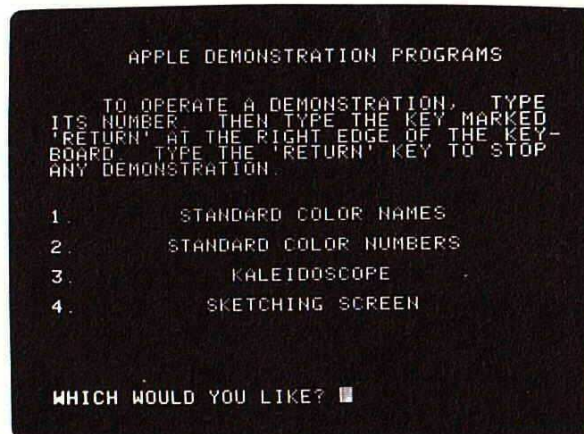 APPLE DEMONSTRATION PROGRAMS
TO OPERATE A DEMONSTRATION, TYPE
ITS NUMBER. THEN TYPE THE KEY MARKED
'RETURN' AT THE RIGHT EDGE OF THE KEY-
BOARD. TYPE THE 'RETURN' KEY TO STOP
ANY DEMONSTRATION.
1. STANDARD COLOR NAMES
2. STANDARD COLOR NUMBERS
3. KALEIDOSCOPE
4. SKETCHING SCREEN
WHICH WOULD YOU LIKE?